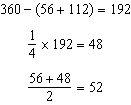 360 − (56 + 112) = 192
1/4 × 192 = 48
(56 + 48)/2 = 52